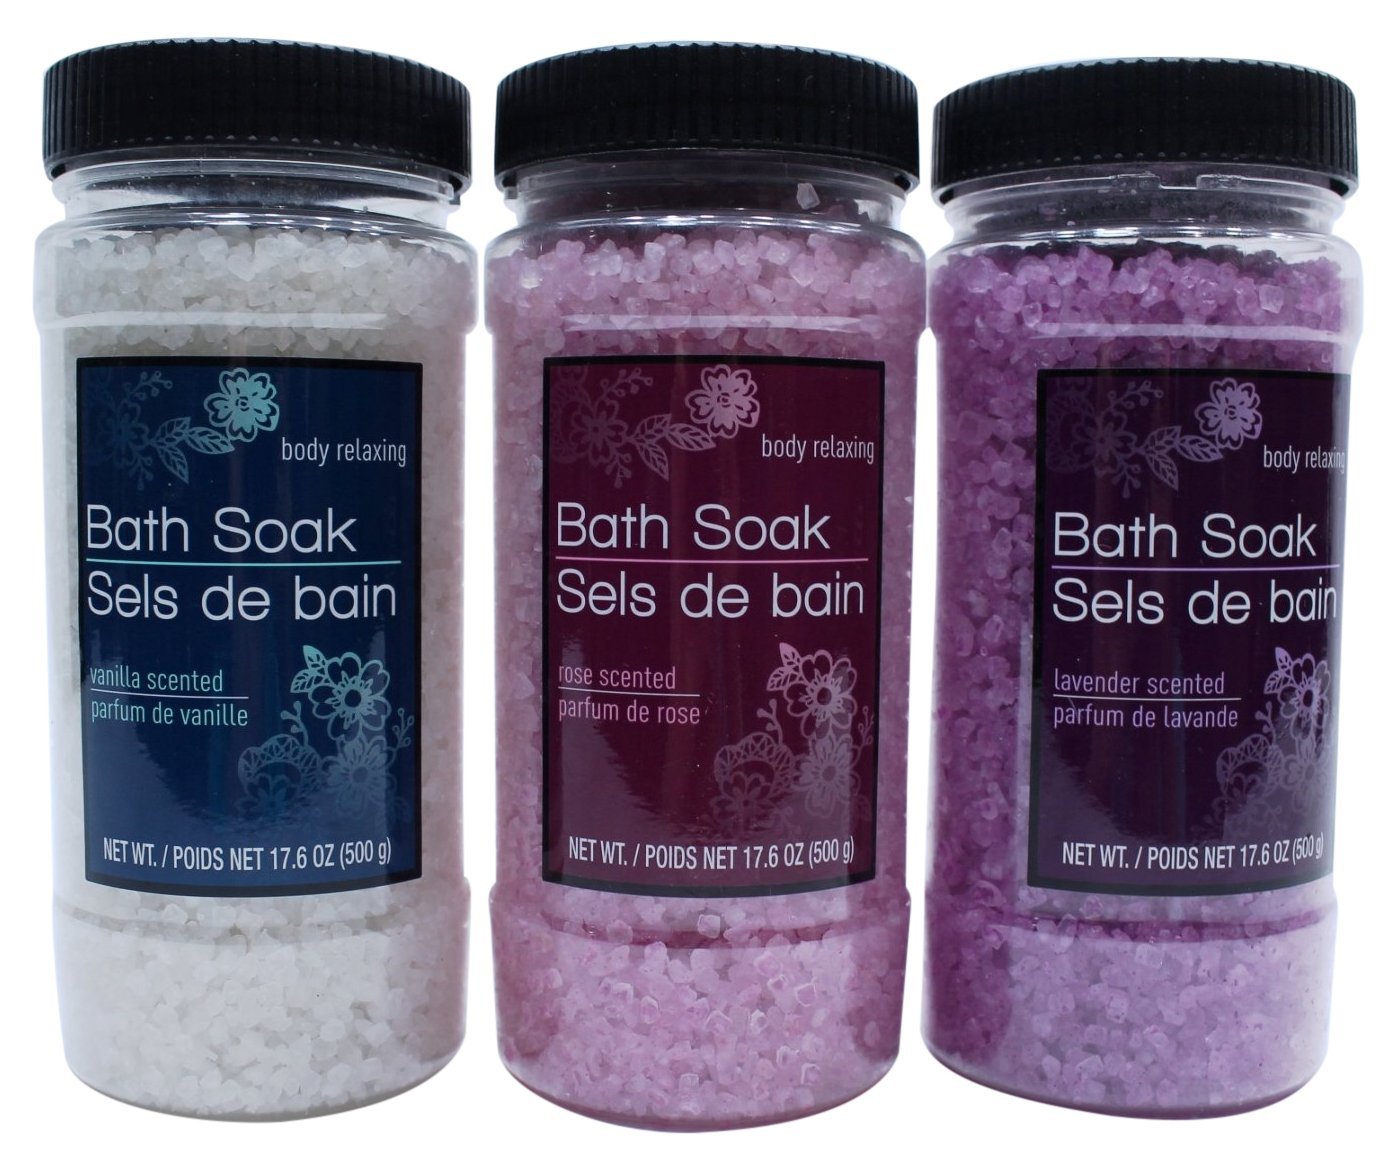 body relaxing
Bath Soak
Sels de bain
vanilla scented
parfum de vanille
NET WT. / POIDS NET 17.6 OZ (500 g)
body relaxing
Bath Soak
Sels de bain
rose scented
parfum de rose
NET WT. / POIDS NET 17.6 OZ (500 g)
body relaxing
Bath Soak
Sels de bain
lavender scented
parfum de lavande
NET WT. / POIDS NET 17.6 OZ (500 g)